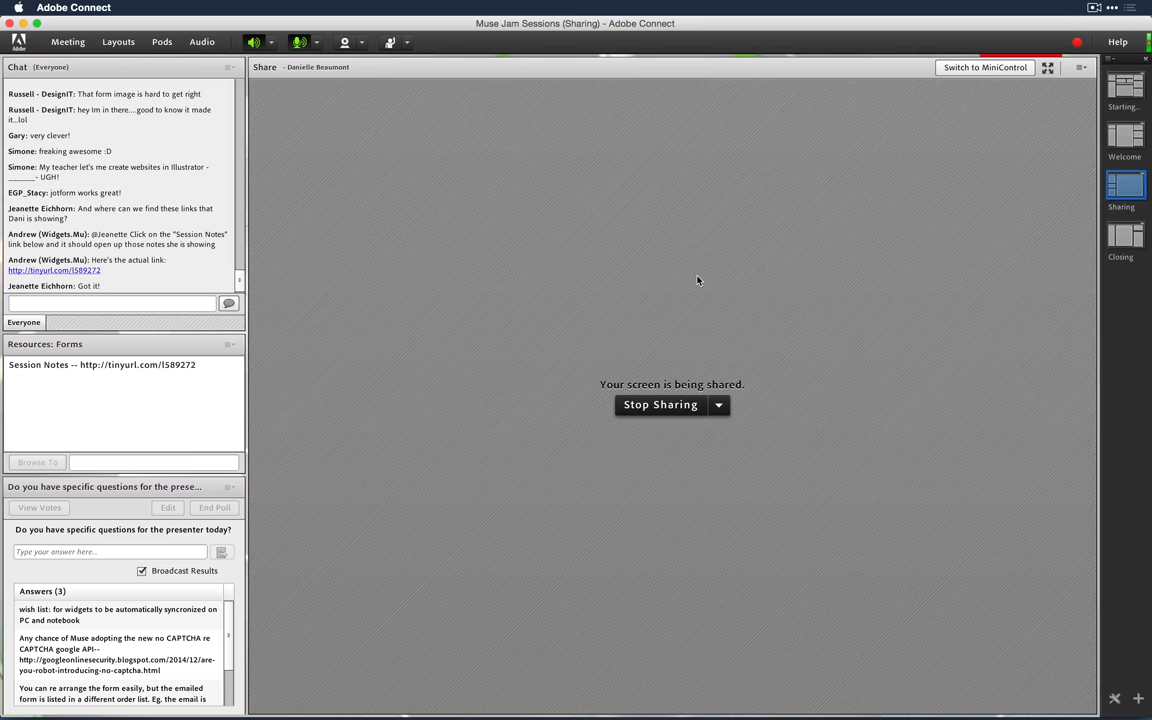 Adobe Connect
Muse Jam Sessions (Sharing) - Adobe Connect
Adobe
Meeting
Layouts
Pods
Audio
Help
Chat (Everyone)
Russell - DesignIT: That form image is hard to get right
Russell - DesignIT: hey Im in there....good to know it made
it...lol
Gary: very clever!
Simone: freaking awesome :D
Simone: My teacher let's me create websites in Illustrator -
_______- UGH!
EGP_Stacy: jotform works great!
Jeanette Eichhorn: And where can we find these links that
Dani is showing?
Andrew (Widgets.Mu): @Jeanette Click on the "Session Notes"
link below and it should open up those notes she is showing
Andrew (Widgets.Mu): Here's the actual link:
http://tinyurl.com/l589272
Jeanette Eichhorn: Got it!
Everyone
Resources: Forms
Session Notes -- http://tinyurl.com/l589272
Browse To
Do you have specific questions for the prese...
View Votes
Edit
End Poll
Do you have specific questions for the presenter today?
Type your answer here...
Broadcast Results
Answers (3)
wish list: for widgets to be automatically syncronized on
PC and notebook
Any chance of Muse adopting the new no CAPTCHA re
CAPTCHA google API--
http://googleonlinesecurity.blogspot.com/2014/12/are-
you-robot-introducing-no-captcha.html
You can re arrange the form easily, but the emailed
form is listed in a different order list. Eg. the email is
Share - Danielle Beaumont
Switch to MiniControl
Your screen is being shared.
Stop Sharing
Starting...
Welcome
Sharing
Closing